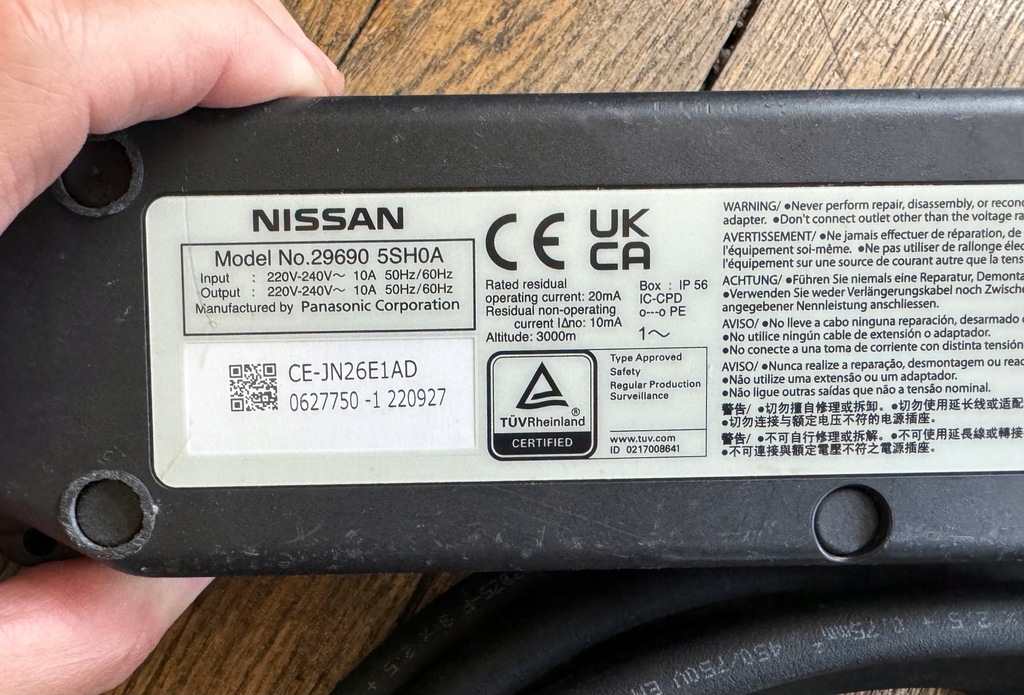 NISSAN
Model No.29690 5SH0A
Input : 220V-240V～ 10A 50Hz/60Hz
Output : 220V-240V～ 10A 50Hz/60Hz
Manufactured by Panasonic Corporation
CE-JN26E1AD
0627750 -1 220927
CE
UK
CA
Rated residual
operating current: 20mA
Residual non-operating
current I∆no: 10mA
Altitude: 3000m
Box : IP 56
IC-CPD
o---o PE
1～
TÜVRheinland®
CERTIFIED
Type Approved
Safety
Regular Production
Surveillance
www.tuv.com
ID 0217008641
WARNING/ ●Never perform repair, disassembly, or
adapter. ●Don't connect outlet other than the voltage
AVERTISSEMENT/ ●Ne jamais effectuer de réparation, de
l'équipement soi-même. ●Ne pas utiliser de rallonge
l'équipement sur une source de courant autre que la
ACHTUNG/ ●Führen Sie niemals eine Reparatur,
●Verwenden Sie weder Verlängerungskabel noch
angegebener Nennleistung anschliessen.
AVISO/ ●No lleve a cabo ninguna reparación, desarmado
●No utilice ningún cable de extensión o adaptador.
●No conecte a una toma de corriente con distinta
AVISO/ ●Nunca realize a reparação, desmontagem ou
●Não utilize uma extensão ou um adaptador.
●Não ligue outras saídas que não a tensão nominal.
警告/ ●切勿擅自修理或拆卸。●切勿使用延长线或适配
●切勿连接与额定电压不符的电源插座。
警告/ ●不可自行修理或拆解。●不可使用延長線或轉接
●不可連接與額定電壓不符之電源插座。
450/750V EN